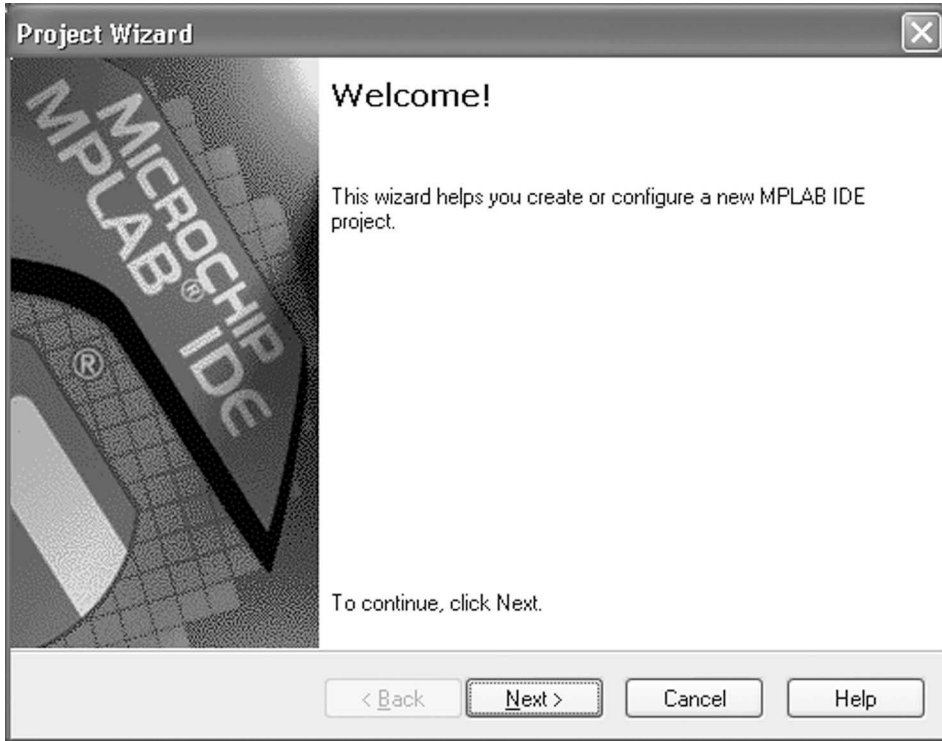 Project Wizard
MICROCHIP
MPLAB® IDE
®
Welcome!
This wizard helps you create or configure a new MPLAB IDE
project.
To continue, click Next.
< Back
Next >
Cancel
Help